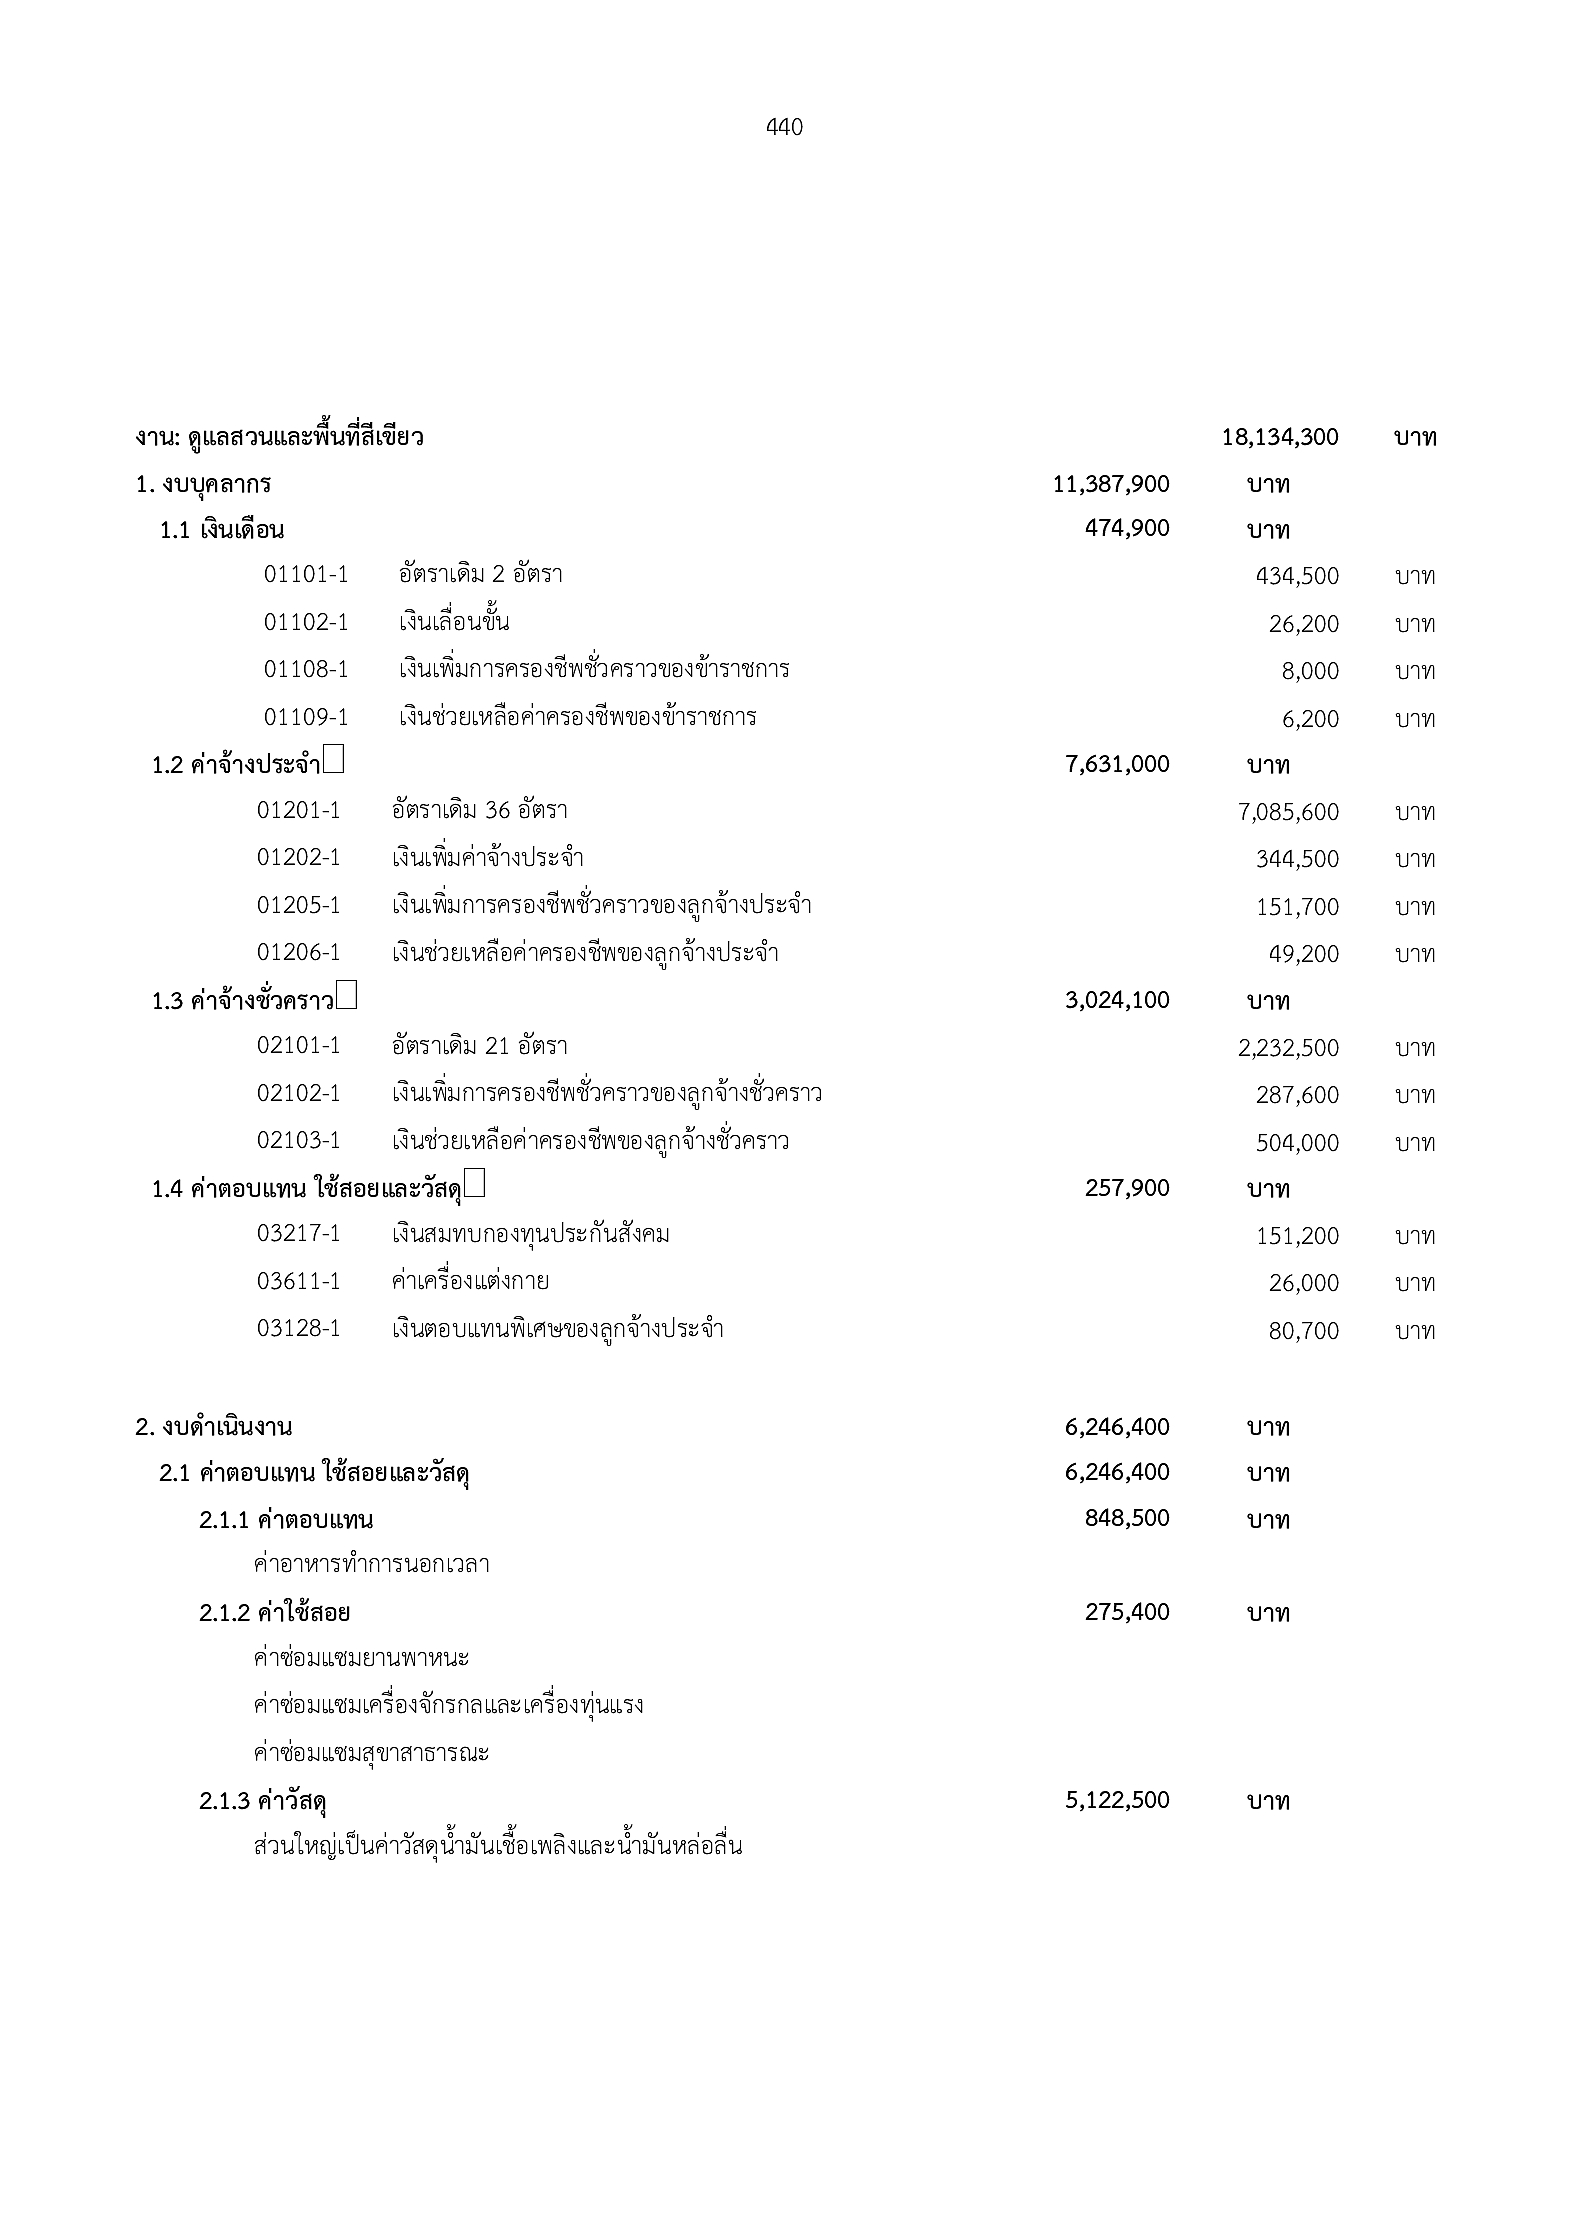 440
งาน: ดูแลสวนและพื้นที่สีเขียว 18,134,300 บาท
1. งบบุคลากร 11,387,900 บาท
1.1 เงินเดือน 474,900 บาท
01101-1 อัตราเดิม 2 อัตรา 434,500 บาท
01102-1 เงินเลื่อนขั้น 26,200 บาท
01108-1 เงินเพิ่มการครองชีพชั่วคราวของข้าราชการ 8,000 บาท
01109-1 เงินช่วยเหลือค่าครองชีพของข้าราชการ 6,200 บาท
1.2 ค่าจ้างประจำ 7,631,000 บาท
01201-1 อัตราเดิม 36 อัตรา 7,085,600 บาท
01202-1 เงินเพิ่มค่าจ้างประจำ 344,500 บาท
01205-1 เงินเพิ่มการครองชีพชั่วคราวของลูกจ้างประจำ 151,700 บาท
01206-1 เงินช่วยเหลือค่าครองชีพของลูกจ้างประจำ 49,200 บาท
1.3 ค่าจ้างชั่วคราว 3,024,100 บาท
02101-1 อัตราเดิม 21 อัตรา 2,232,500 บาท
02102-1 เงินเพิ่มการครองชีพชั่วคราวของลูกจ้างชั่วคราว 287,600 บาท
02103-1 เงินช่วยเหลือค่าครองชีพของลูกจ้างชั่วคราว 504,000 บาท
1.4 ค่าตอบแทน ใช้สอยและวัสดุ 257,900 บาท
03217-1 เงินสมทบกองทุนประกันสังคม 151,200 บาท
03611-1 ค่าเครื่องแต่งกาย 26,000 บาท
03128-1 เงินตอบแทนพิเศษของลูกจ้างประจำ 80,700 บาท
2. งบดำเนินงาน 6,246,400 บาท
2.1 ค่าตอบแทน ใช้สอยและวัสดุ 6,246,400 บาท
2.1.1 ค่าตอบแทน 848,500 บาท
ค่าอาหารทำการนอกเวลา
2.1.2 ค่าใช้สอย 275,400 บาท
ค่าซ่อมแซมยานพาหนะ
ค่าซ่อมแซมเครื่องจักรกลและเครื่องทุ่นแรง
ค่าซ่อมแซมสุขาสาธารณะ
2.1.3 ค่าวัสดุ 5,122,500 บาท
ส่วนใหญ่เป็นค่าวัสดุน้ำมันเชื้อเพลิงและน้ำมันหล่อลื่น